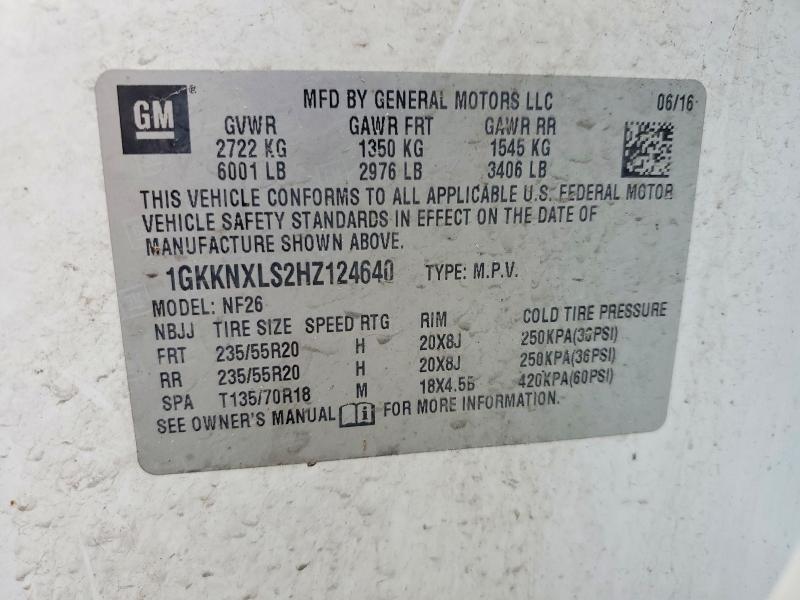 GM ® MFD BY GENERAL MOTORS LLC 06/16
GVWR GAWR FRT GAWR RR
2722 KG 1350 KG 1545 KG
6001 LB 2976 LB 3406 LB
THIS VEHICLE CONFORMS TO ALL APPLICABLE U.S. FEDERAL MOTOR
VEHICLE SAFETY STANDARDS IN EFFECT ON THE DATE OF
MANUFACTURE SHOWN ABOVE.
1GKKNXLS2HZ124640 TYPE: M.P.V.
MODEL: NF26
NBJJ TIRE SIZE SPEED RTG RIM COLD TIRE PRESSURE
FRT 235/55R20 H 20X8J 250KPA(36PSI)
RR 235/55R20 H 20X8J 250KPA(36PSI)
SPA T135/70R18 M 18X4.5B 420KPA(60PSI)
SEE OWNER'S MANUAL FOR MORE INFORMATION.